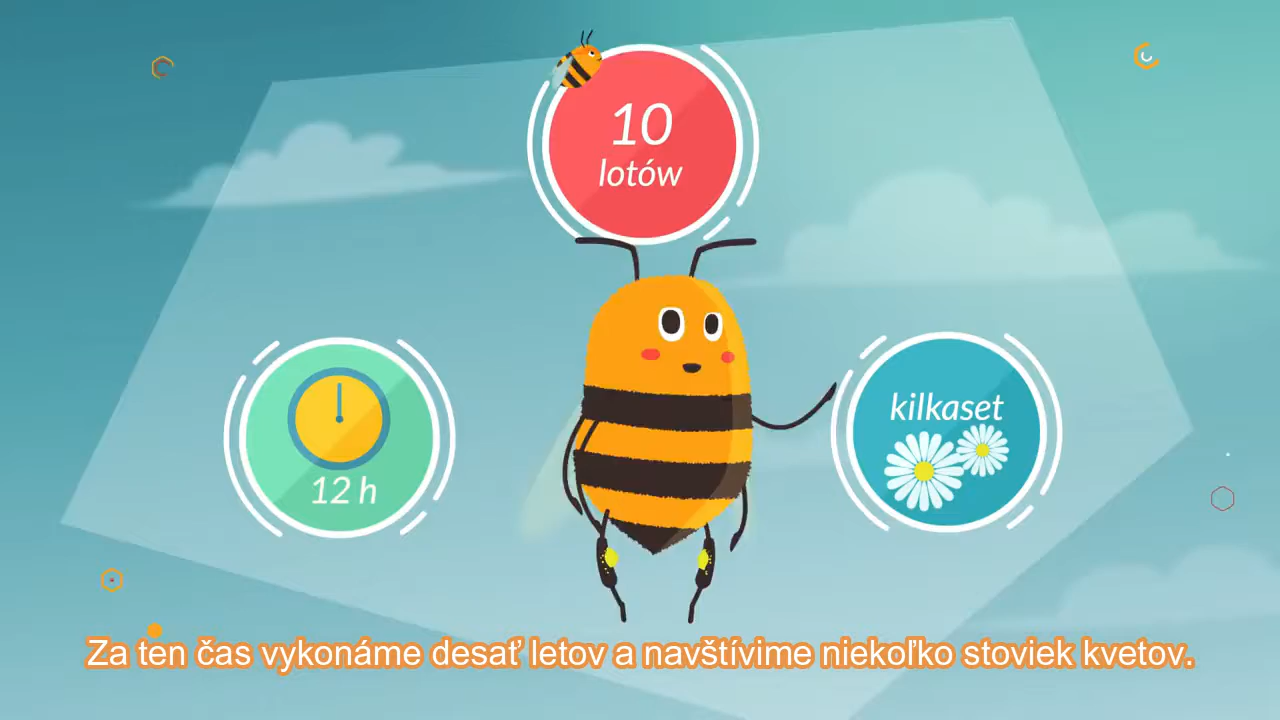 10
lotów
12 h
kilkaset
Za ten čas vykonáme desať letov a navštívime niekoľko stoviek kvetov.